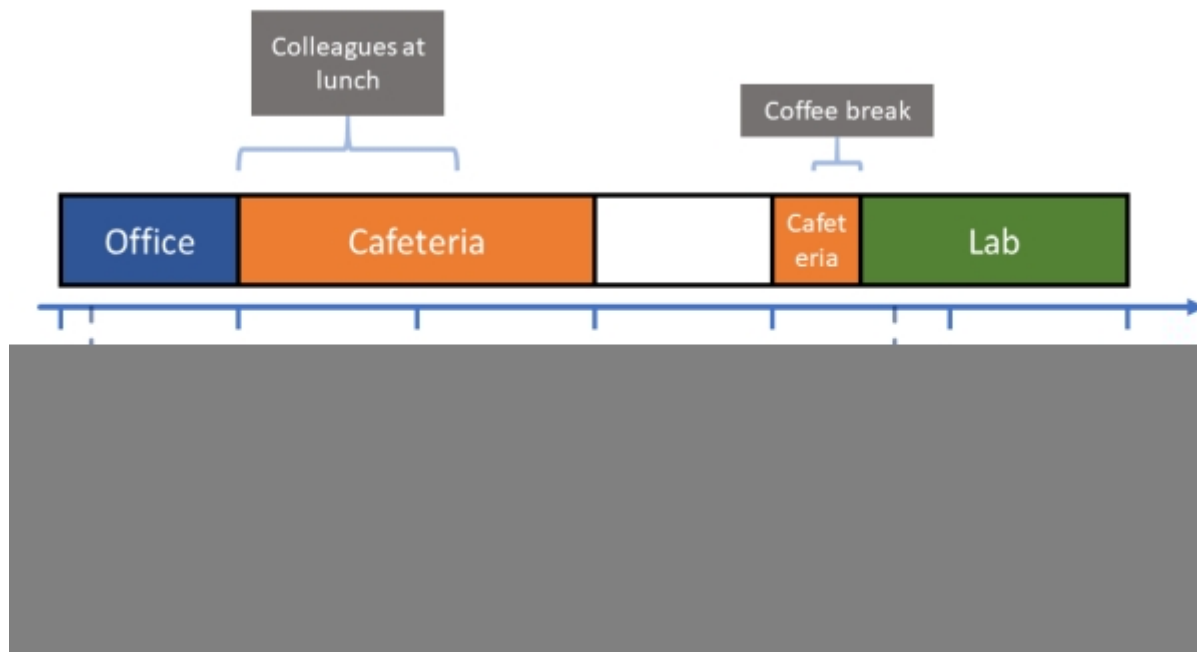 Colleagues at
lunch
Coffee break
Office
Cafeteria
Cafet
eria
Lab